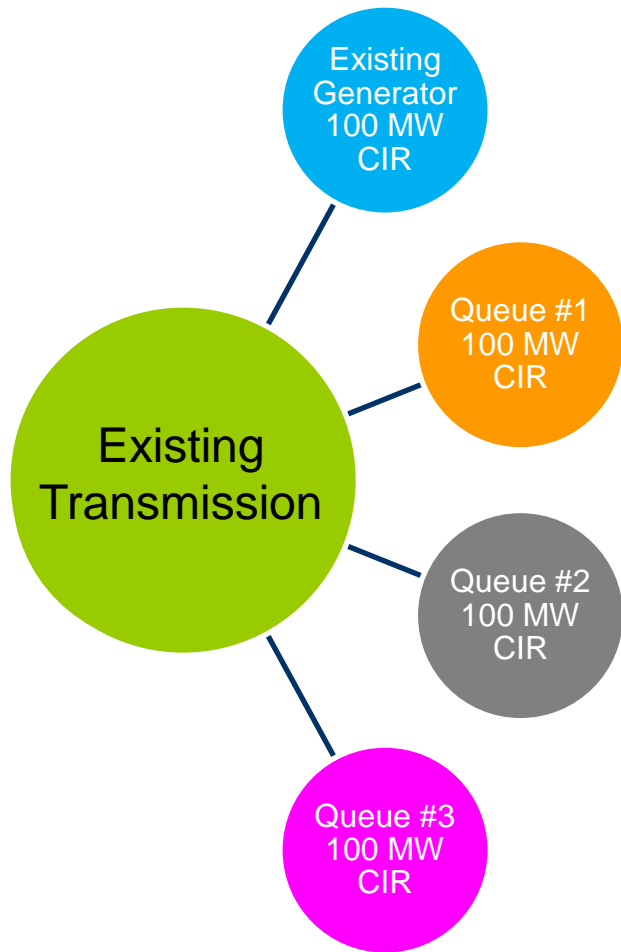 Existing
Generator
100 MW
CIR
Queue #1
100 MW
CIR
Existing
Transmission
Queue #2
100 MW
CIR
Queue #3
100 MW
CIR